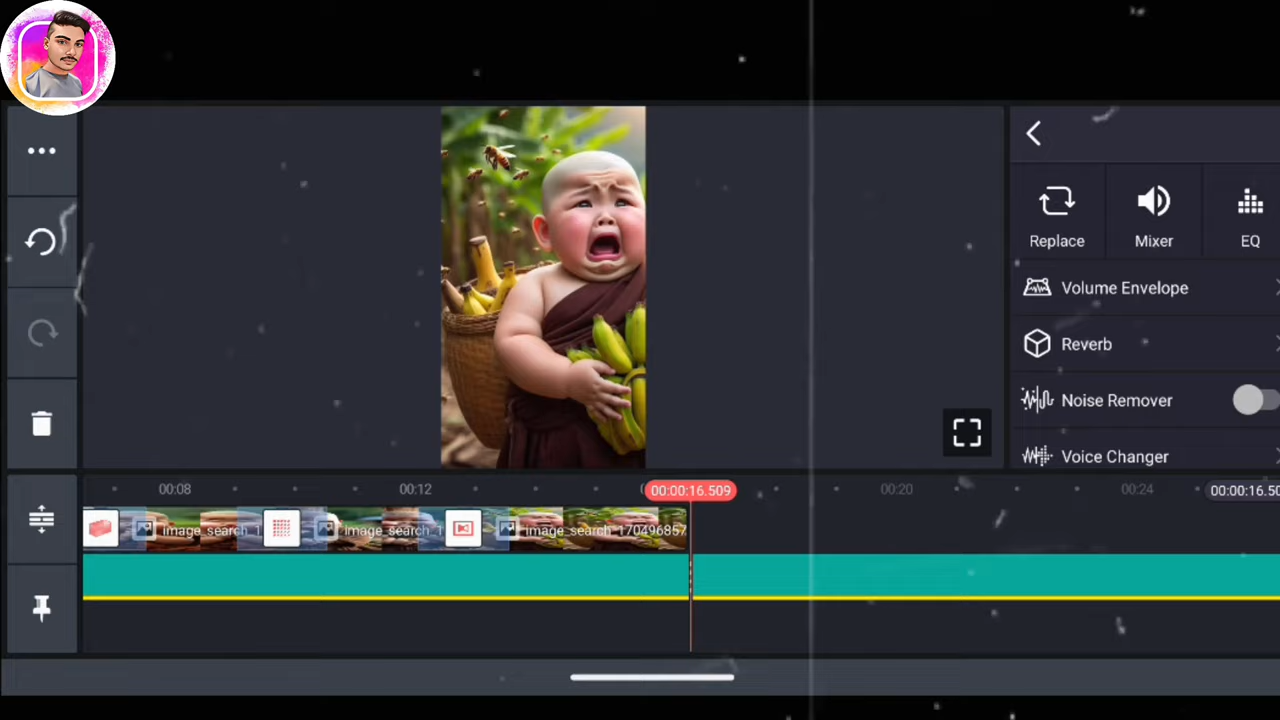 Replace
Mixer
EQ
Volume Envelope
Reverb
Noise Remover
Voice Changer
00:08
00:12
00:00:16.509
00:20
00:24
00:00:16.50
image_search_1
image_search_1
image_search_170496857